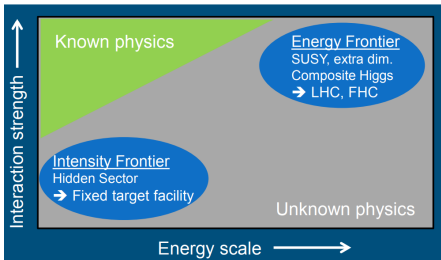 Known physics
Energy Frontier
SUSY, extra dim.
Composite Higgs
➔ LHC, FHC
Interaction strength
Intensity Frontier
Hidden Sector
➔ Fixed target facility
Unknown physics
Energy scale